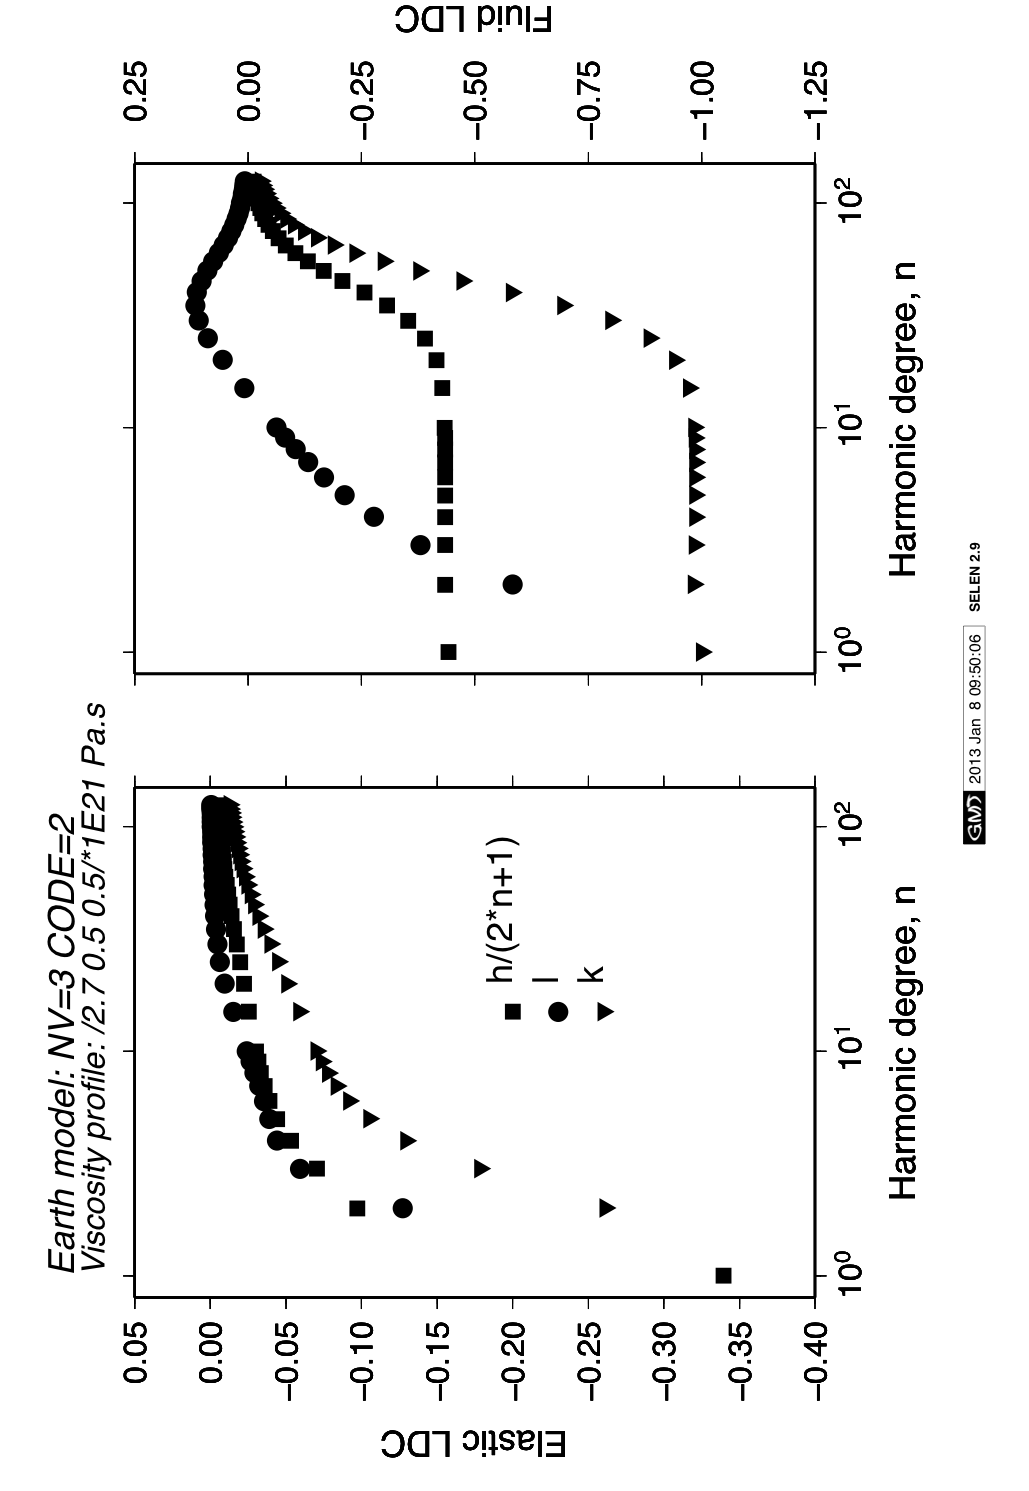 Earth model: NV=3 CODE=2
Viscosity profile: /2.7 0.5 0.5/*1E21 Pa.s
Elastic LDC
0.05
0.00
−0.05
−0.10
−0.15
−0.20
−0.25
−0.30
−0.35
−0.40
10⁰
10¹
10²
Harmonic degree, n
h/(2*n+1)
l
k
Fluid LDC
0.25
0.00
−0.25
−0.50
−0.75
−1.00
−1.25
10⁰
10¹
10²
Harmonic degree, n
GMT 2013 Jan 8 09:50:06 SELEN 2.9